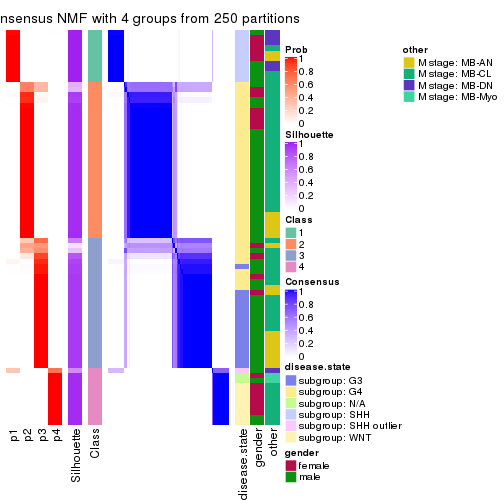 nsensus NMF with 4 groups from 250 partitions
Prob
1
0.8
0.6
0.4
0.2
0
Silhouette
1
0.8
0.6
0.4
0.2
0
Class
1
2
3
4
Consensus
1
0.8
0.6
0.4
0.2
0
disease.state
subgroup: G3
subgroup: G4
subgroup: N/A
subgroup: SHH
subgroup: SHH outlier
subgroup: WNT
gender
female
male
other
M stage: MB-AN
M stage: MB-CL
M stage: MB-DN
M stage: MB-Myo
p1
p2
p3
p4
Silhouette
Class
disease.state
gender
other